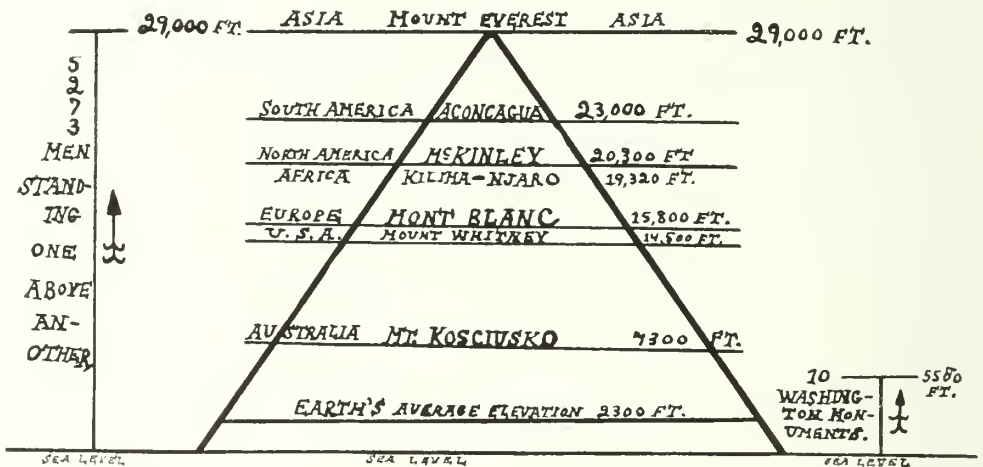 29,000 FT. ASIA MOUNT EVEREST ASIA 29,000 FT.
5
2
7
3
MEN
STAND-
ING
ONE
ABOVE
AN-
OTHER
SOUTH AMERICA ACONCAGUA 23,000 FT.
NORTH AMERICA McKINLEY 20,300 FT
AFRICA KILIMA-NJARO 19,320 FT.
EUROPE MONT BLANC 15,800 FT.
U.S.A. MOUNT WHITNEY 14,500 FT.
AUSTRALIA MT. KOSCIUSKO 7300 FT.
EARTH'S AVERAGE ELEVATION 2300 FT.
10 5580
FT.
WASHING-
TON MON-
UMENTS.
SEA LEVEL SEA LEVEL SEA LEVEL